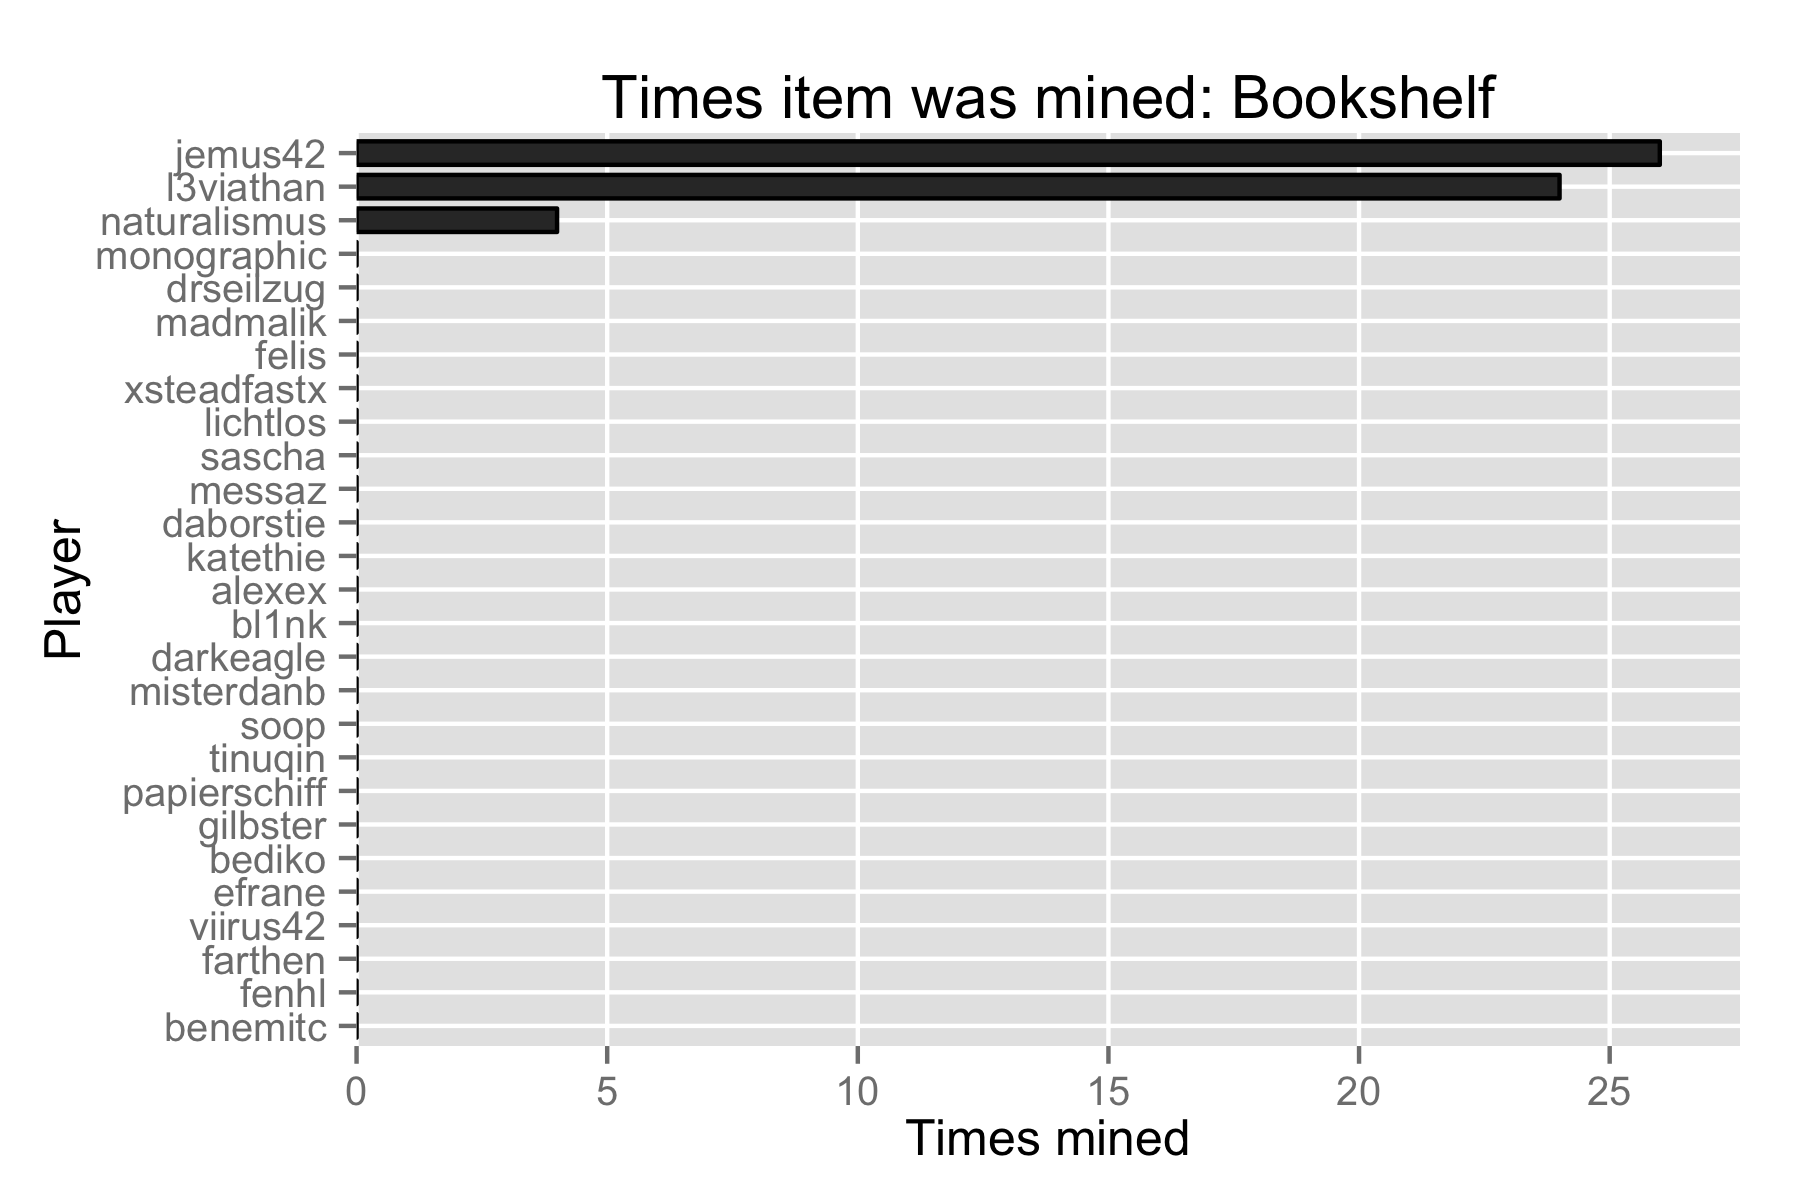 Times item was mined: Bookshelf
jemus42
l3viathan
naturalismus
monographic
drseilzug
madmalik
felis
xsteadfastx
lichtlos
sascha
messaz
daborstie
katethie
alexex
bl1nk
darkeagle
misterdanb
soop
tinuqin
papierschiff
gilbster
bediko
efrane
viirus42
farthen
fenhl
benemitc
Player
0 5 10 15 20 25
Times mined